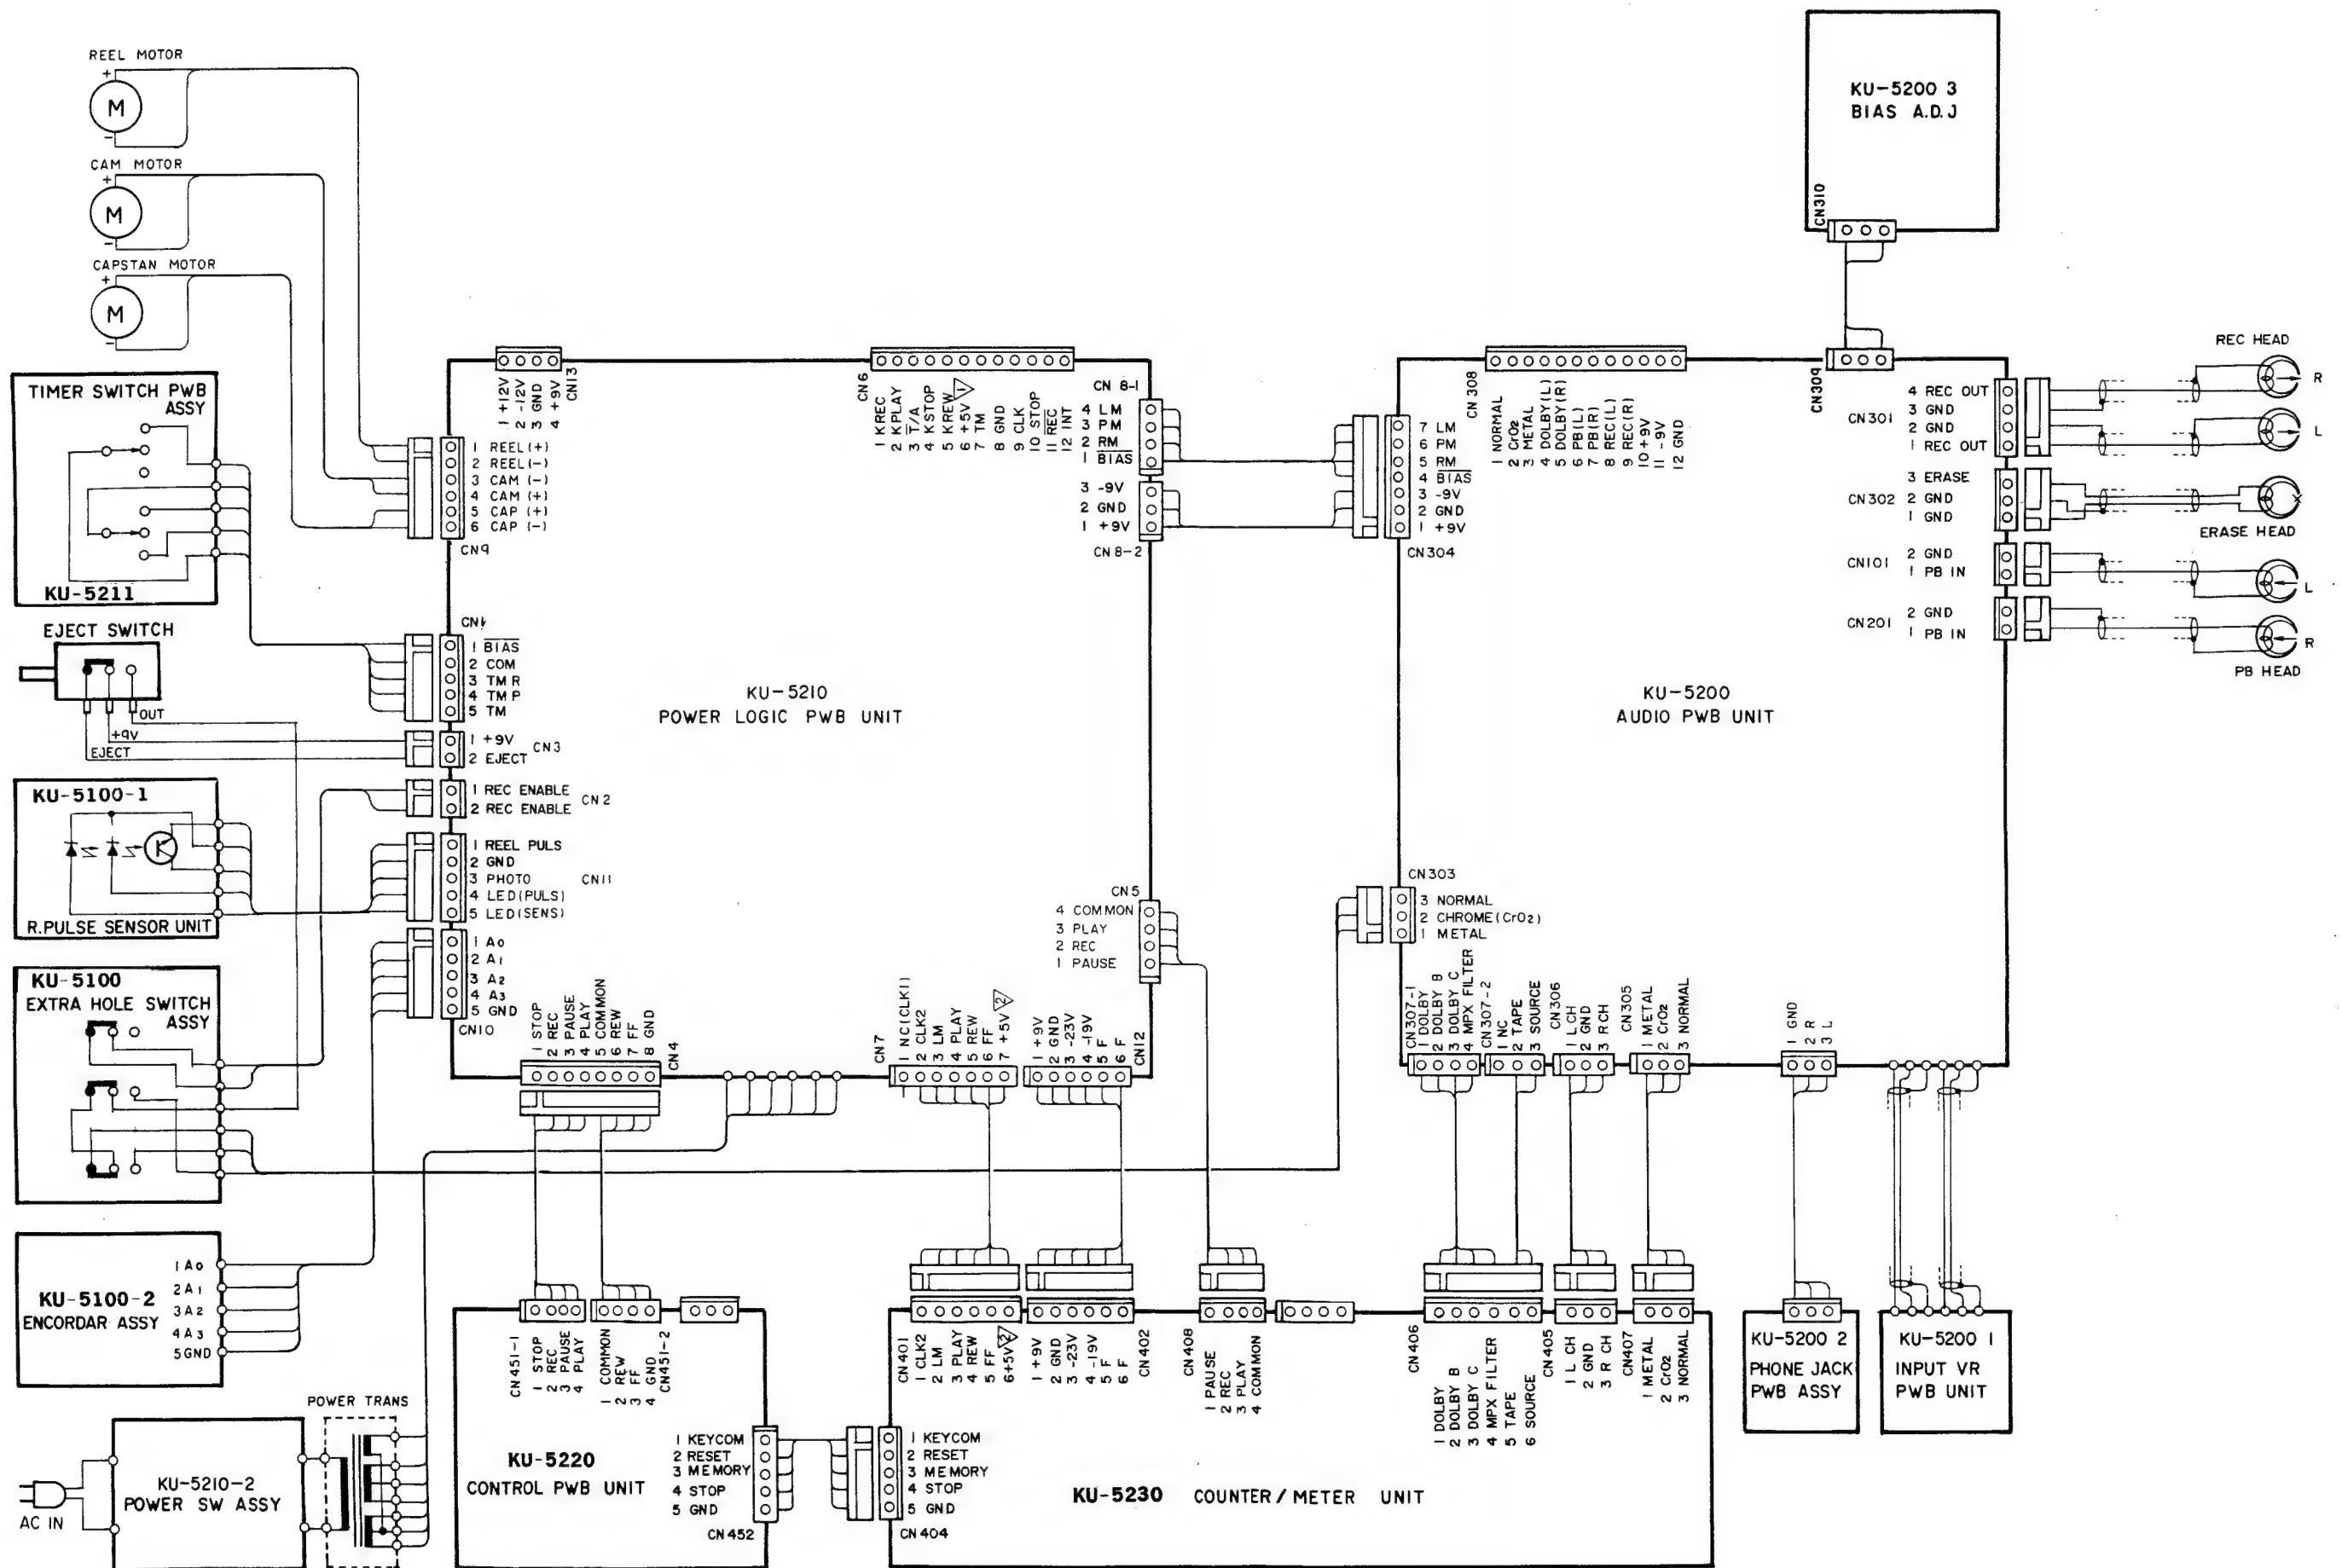 REEL MOTOR
+
M
-
CAM MOTOR
+
M
-
CAPSTAN MOTOR
+
M
-
TIMER SWITCH PWB
ASSY
KU-5211
EJECT SWITCH
OUT
+9V
EJECT
KU-5100-1
R.PULSE SENSOR UNIT
KU-5100
EXTRA HOLE SWITCH
ASSY
KU-5100-2
ENCORDAR ASSY
1 A0
2 A1
3 A2
4 A3
5 GND
POWER TRANS
KU-5210-2
POWER SW ASSY
AC IN
KU-5210
POWER LOGIC PWB UNIT
CN13
1 +12V
2 -12V
3 GND
4 +9V
CN6
1 KREC
2 KPLAY
3 T/A
4 KSTOP
5 KREW
6 +5V 1
7 TM
8 GND
9 CLK
10 STOP
11 REC
12 INT
CN 8-1
4 LM
3 PM
2 RM
1 BIAS
3 -9V
2 GND
1 +9V
CN 8-2
1 REEL (+)
2 REEL (-)
3 CAM (-)
4 CAM (+)
5 CAP (+)
6 CAP (-)
CN9
CN1
1 BIAS
2 COM
3 TM R
4 TM P
5 TM
1 +9V
2 EJECT
CN3
1 REC ENABLE
2 REC ENABLE
CN2
1 REEL PULS
2 GND
3 PHOTO
4 LED(PULS)
5 LED(SENS)
CN11
1 A0
2 A1
3 A2
4 A3
5 GND
CN10
1 STOP
2 REC
3 PAUSE
4 PLAY
5 COMMON
6 REW
7 FF
8 GND
CN4
CN7
1 NC(CLK1)
2 CLK2
3 LM
4 PLAY
5 REW
6 FF
7 +5V 2
1 +9V
2 GND
3 -23V
4 -19V
5 F
6 F
CN12
CN5
4 COMMON
3 PLAY
2 REC
1 PAUSE
KU-5200 3
BIAS A.D.J
CN310
CN309
KU-5200
AUDIO PWB UNIT
CN 308
1 NORMAL
2 CrO2
3 METAL
4 DOLBY(L)
5 DOLBY(R)
6 PB(L)
7 PB(R)
8 REC(L)
9 REC(R)
10 +9V
11 -9V
12 GND
7 LM
6 PM
5 RM
4 BIAS
3 -9V
2 GND
1 +9V
CN304
CN303
3 NORMAL
2 CHROME(CrO2)
1 METAL
CN301
4 REC OUT
3 GND
2 GND
1 REC OUT
CN302
3 ERASE
2 GND
1 GND
CN101
2 GND
1 PB IN
CN201
2 GND
1 PB IN
REC HEAD
R
L
ERASE HEAD
L
R
PB HEAD
CN307-1
1 DOLBY
2 DOLBY B
3 DOLBY C
4 MPX FILTER
CN307-2
1 NC
2 TAPE
3 SOURCE
CN306
1 L CH
2 GND
3 R CH
CN305
1 METAL
2 CrO2
3 NORMAL
1 GND
2 R
3 L
CN451-1
1 STOP
2 REC
3 PAUSE
4 PLAY
1 COMMON
2 REW
3 FF
4 GND
CN451-2
KU-5220
CONTROL PWB UNIT
1 KEYCOM
2 RESET
3 MEMORY
4 STOP
5 GND
CN 452
CN401
1 CLK2
2 LM
3 PLAY
4 REW
5 FF
6+5V 2
1 +9V
2 GND
3 -23V
4 -19V
5 F
6 F
CN402
CN408
1 PAUSE
2 REC
3 PLAY
4 COMMON
CN406
1 DOLBY
2 DOLBY B
3 DOLBY C
4 MPX FILTER
5 TAPE
6 SOURCE
CN405
1 L CH
2 GND
3 R CH
CN407
1 METAL
2 CrO2
3 NORMAL
1 KEYCOM
2 RESET
3 MEMORY
4 STOP
5 GND
CN 404
KU-5230 COUNTER/METER UNIT
KU-5200 2
PHONE JACK
PWB ASSY
KU-5200 1
INPUT VR
PWB UNIT